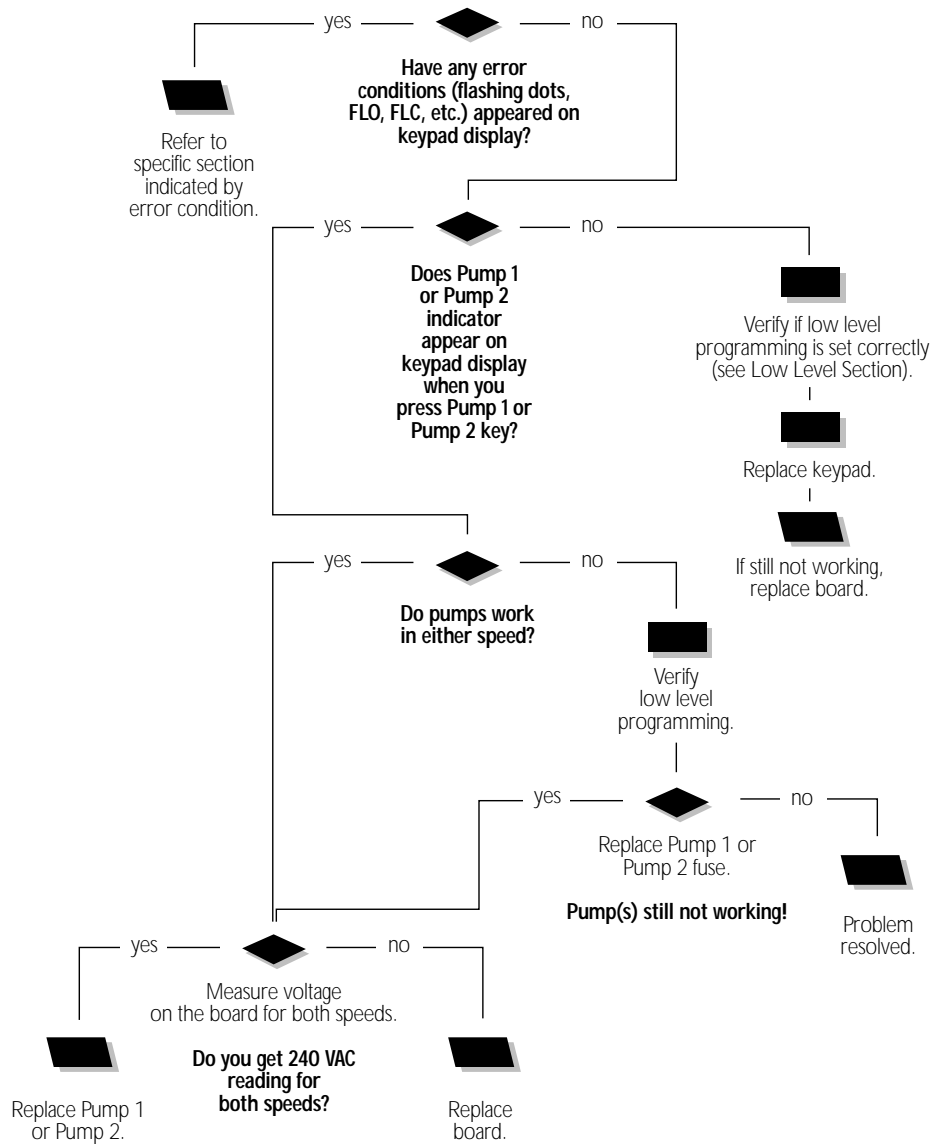 yes
no
Have any error
conditions (flashing dots,
FLO, FLC, etc.) appeared on
keypad display?
Refer to
specific section
indicated by
error condition.
yes
no
Does Pump 1
or Pump 2
indicator
appear on
keypad display
when you
press Pump 1 or
Pump 2 key?
Verify if low level
programming is set correctly
(see Low Level Section).
Replace keypad.
If still not working,
replace board.
yes
no
Do pumps work
in either speed?
Verify
low level
programming.
yes
no
Replace Pump 1 or
Pump 2 fuse.
Pump(s) still not working!
Problem
resolved.
yes
no
Measure voltage
on the board for both speeds.
Do you get 240 VAC
reading for
both speeds?
Replace Pump 1
or Pump 2.
Replace
board.